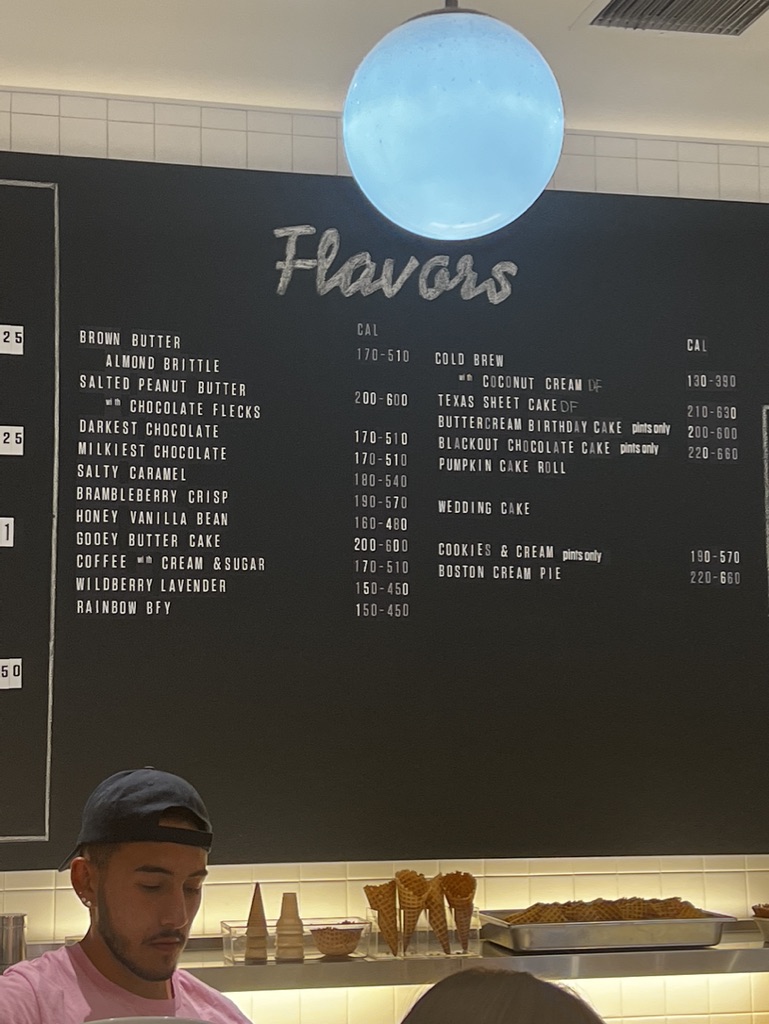 Flavors
25
25
1
50
CAL
BROWN BUTTER
ALMOND BRITTLE 170-510
SALTED PEANUT BUTTER
with CHOCOLATE FLECKS 200-600
DARKEST CHOCOLATE 170-510
MILKIEST CHOCOLATE 170-510
SALTY CARAMEL 180-540
BRAMBLEBERRY CRISP 190-570
HONEY VANILLA BEAN 160-480
GOOEY BUTTER CAKE 200-600
COFFEE with CREAM & SUGAR 170-510
WILDBERRY LAVENDER 150-450
RAINBOW BFY 150-450
CAL
COLD BREW
with COCONUT CREAM DF 130-390
TEXAS SHEET CAKE DF 210-630
BUTTERCREAM BIRTHDAY CAKE pints only 200-600
BLACKOUT CHOCOLATE CAKE pints only 220-660
PUMPKIN CAKE ROLL
WEDDING CAKE
COOKIES & CREAM pints only 190-570
BOSTON CREAM PIE 220-660